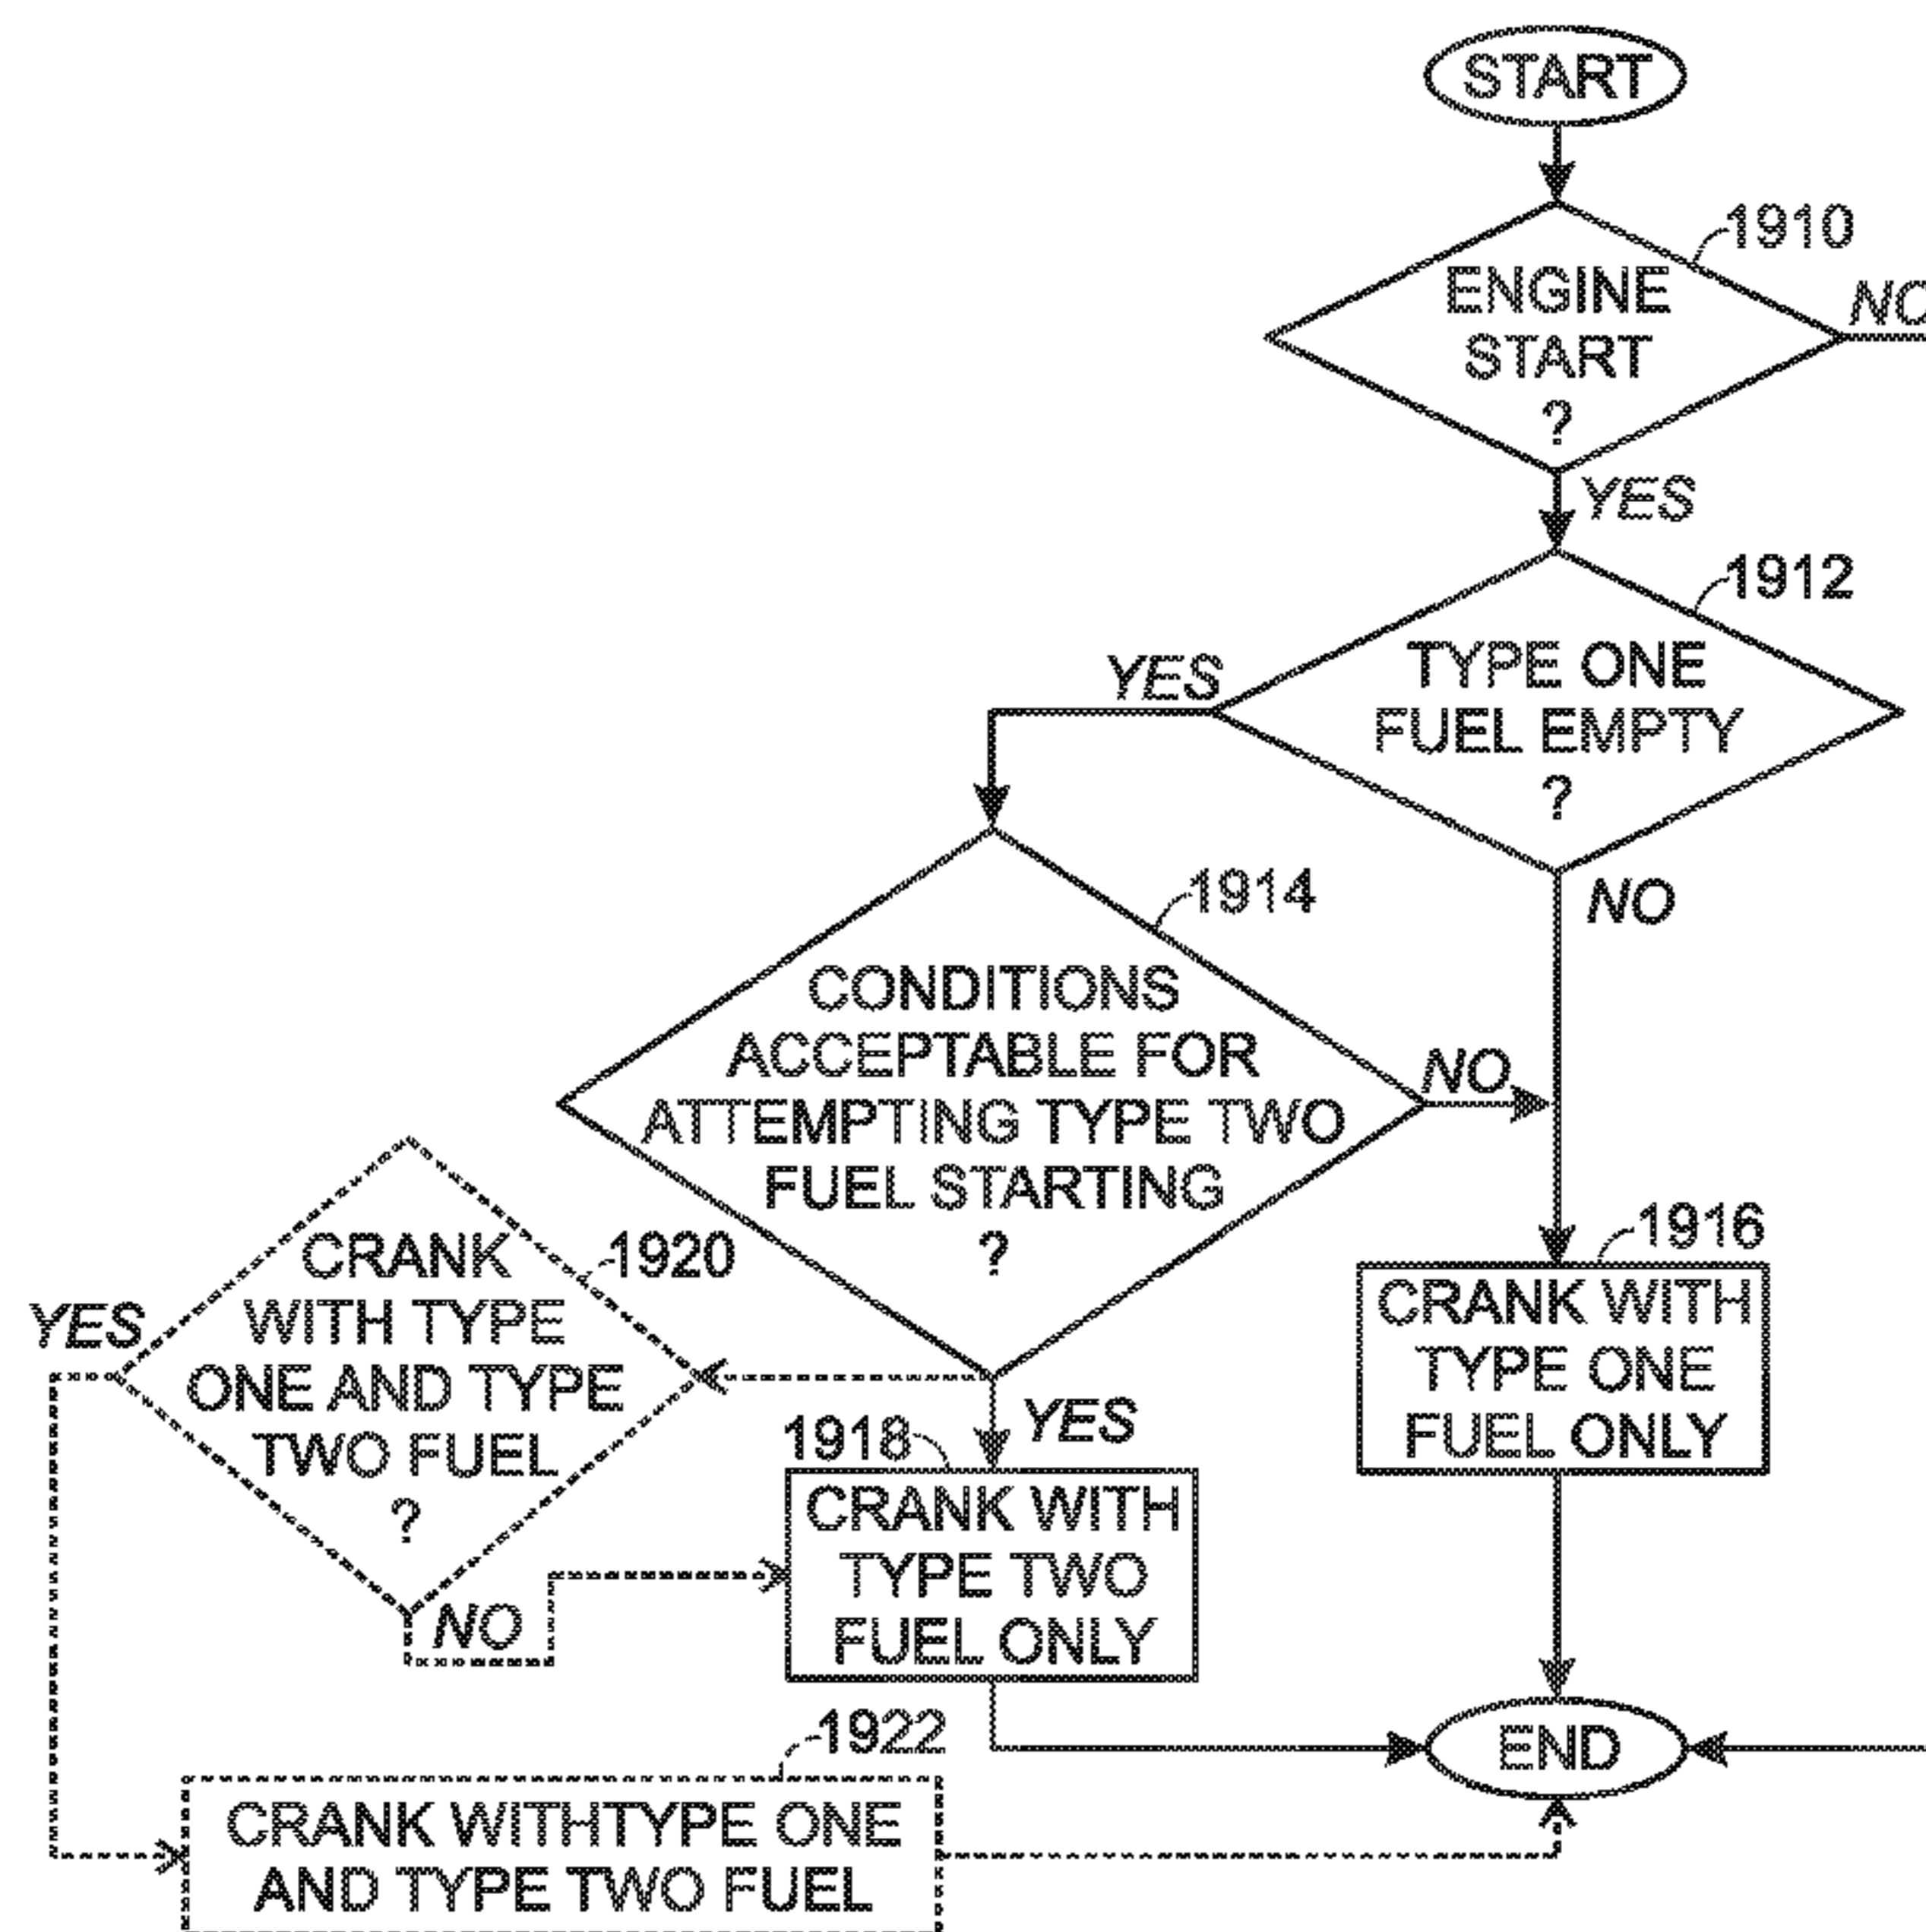 START
1910
ENGINE
START
?
NO
YES
1912
TYPE ONE
FUEL EMPTY
?
YES
NO
1914
CONDITIONS
ACCEPTABLE FOR
ATTEMPTING TYPE TWO
FUEL STARTING
?
NO
YES
1916
CRANK WITH
TYPE ONE
FUEL ONLY
1920
CRANK
WITH TYPE
ONE AND TYPE
TWO FUEL
?
YES
NO
1918
CRANK WITH
TYPE TWO
FUEL ONLY
1922
CRANK WITHTYPE ONE
AND TYPE TWO FUEL
END